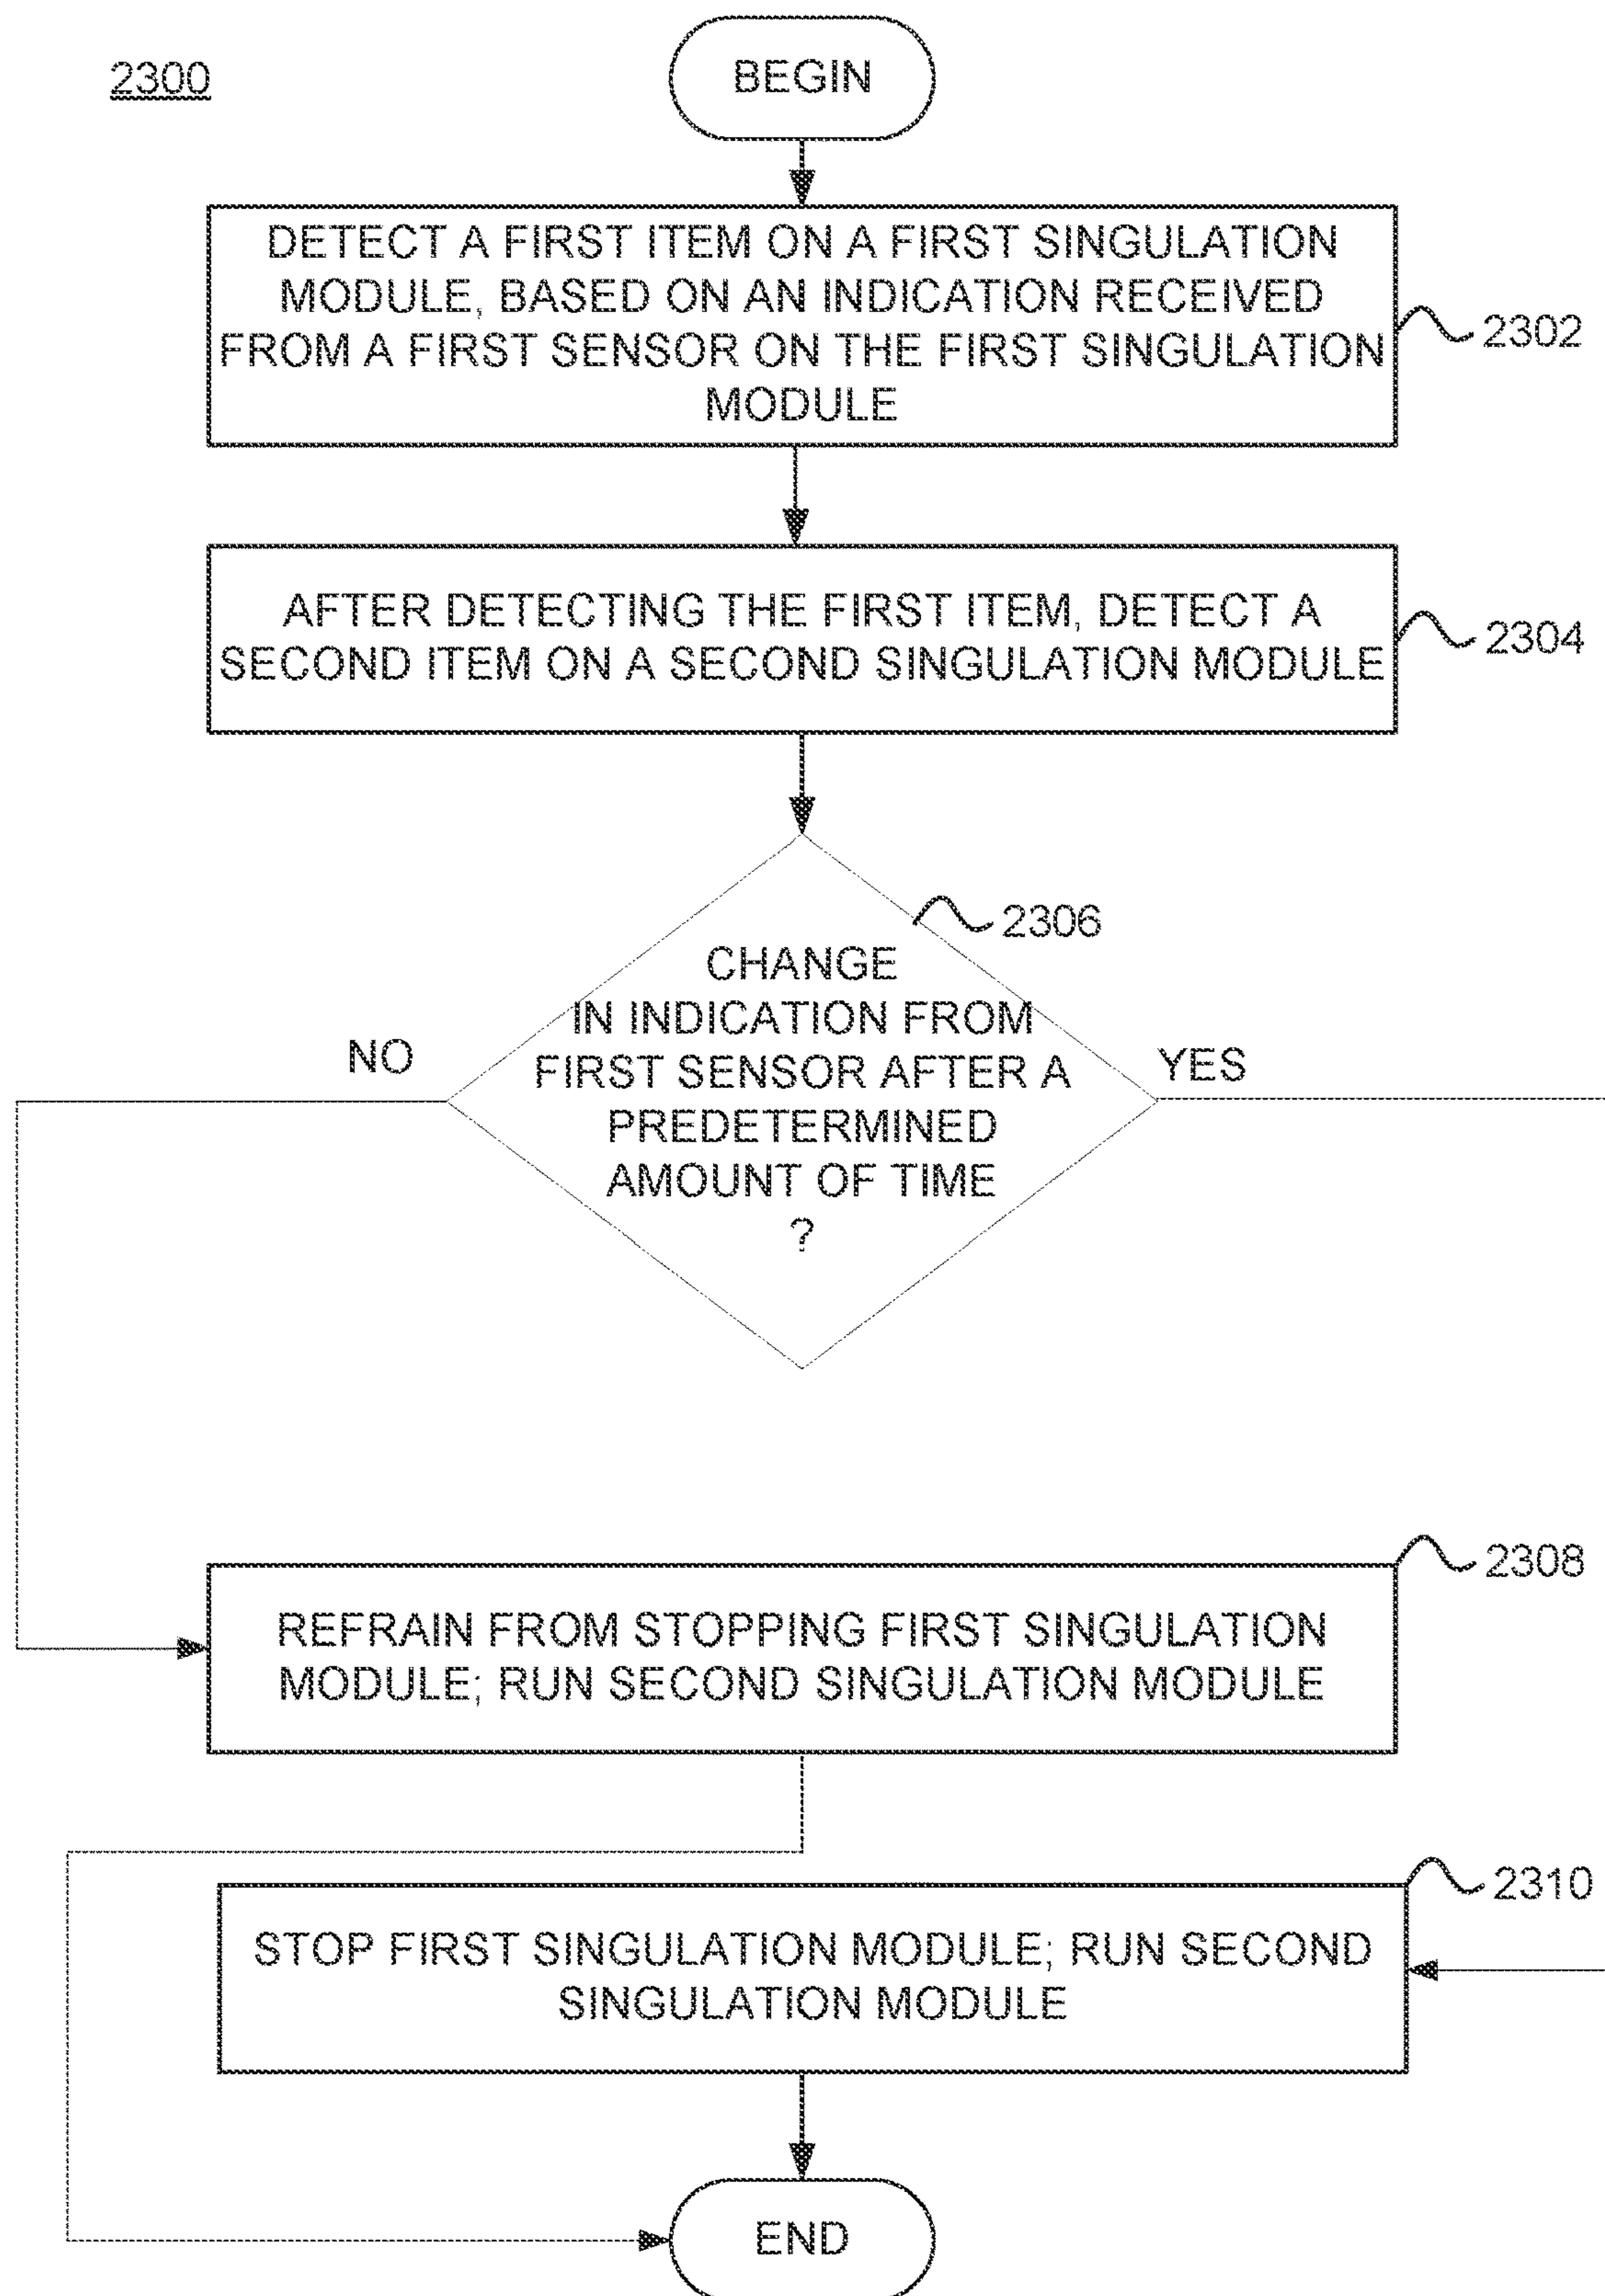 2300
BEGIN
DETECT A FIRST ITEM ON A FIRST SINGULATION
MODULE, BASED ON AN INDICATION RECEIVED
FROM A FIRST SENSOR ON THE FIRST SINGULATION
MODULE
2302
AFTER DETECTING THE FIRST ITEM, DETECT A
SECOND ITEM ON A SECOND SINGULATION MODULE
2304
2306
CHANGE
IN INDICATION FROM
FIRST SENSOR AFTER A
PREDETERMINED
AMOUNT OF TIME
?
NO
YES
2308
REFRAIN FROM STOPPING FIRST SINGULATION
MODULE; RUN SECOND SINGULATION MODULE
2310
STOP FIRST SINGULATION MODULE; RUN SECOND
SINGULATION MODULE
END